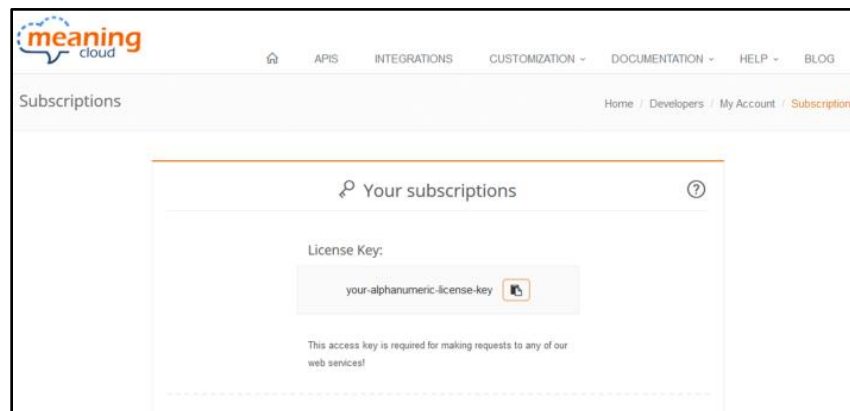 meaning
cloud
APIS INTEGRATIONS CUSTOMIZATION DOCUMENTATION HELP BLOG
Subscriptions
Home / Developers / My Account / Subscription
Your subscriptions
License Key:
your-alphanumeric-license-key
This access key is required for making requests to any of our
web services!